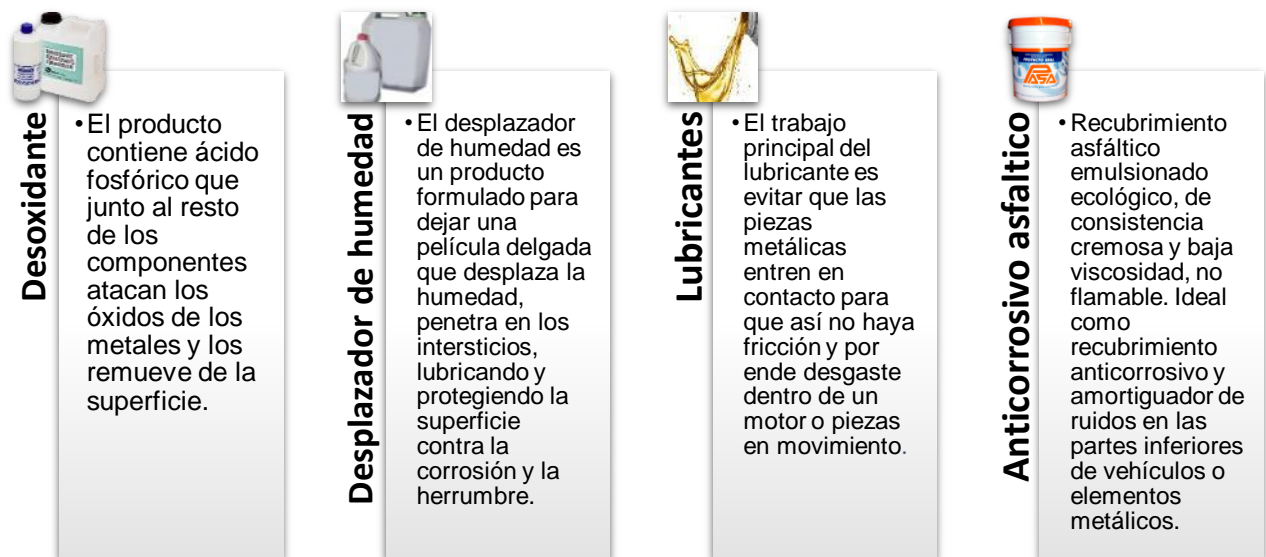 Desoxidante
•El producto
contiene ácido
fosfórico que
junto al resto
de los
componentes
atacan los
óxidos de los
metales y los
remueve de la
superficie.
Desplazador de humedad
•El desplazador
de humedad es
un producto
formulado para
dejar una
película delgada
que desplaza la
humedad,
penetra en los
intersticios,
lubricando y
protegiendo la
superficie
contra la
corrosión y la
herrumbre.
Lubricantes
•El trabajo
principal del
lubricante es
evitar que las
piezas
metálicas
entren en
contacto para
que así no haya
fricción y por
ende desgaste
dentro de un
motor o piezas
en movimiento.
PASA
Anticorrosivo asfaltico
•Recubrimiento
asfáltico
emulsionado
ecológico, de
consistencia
cremosa y baja
viscosidad, no
flamable. Ideal
como
recubrimiento
anticorrosivo y
amortiguador de
ruidos en las
partes inferiores
de vehículos o
elementos
metálicos.